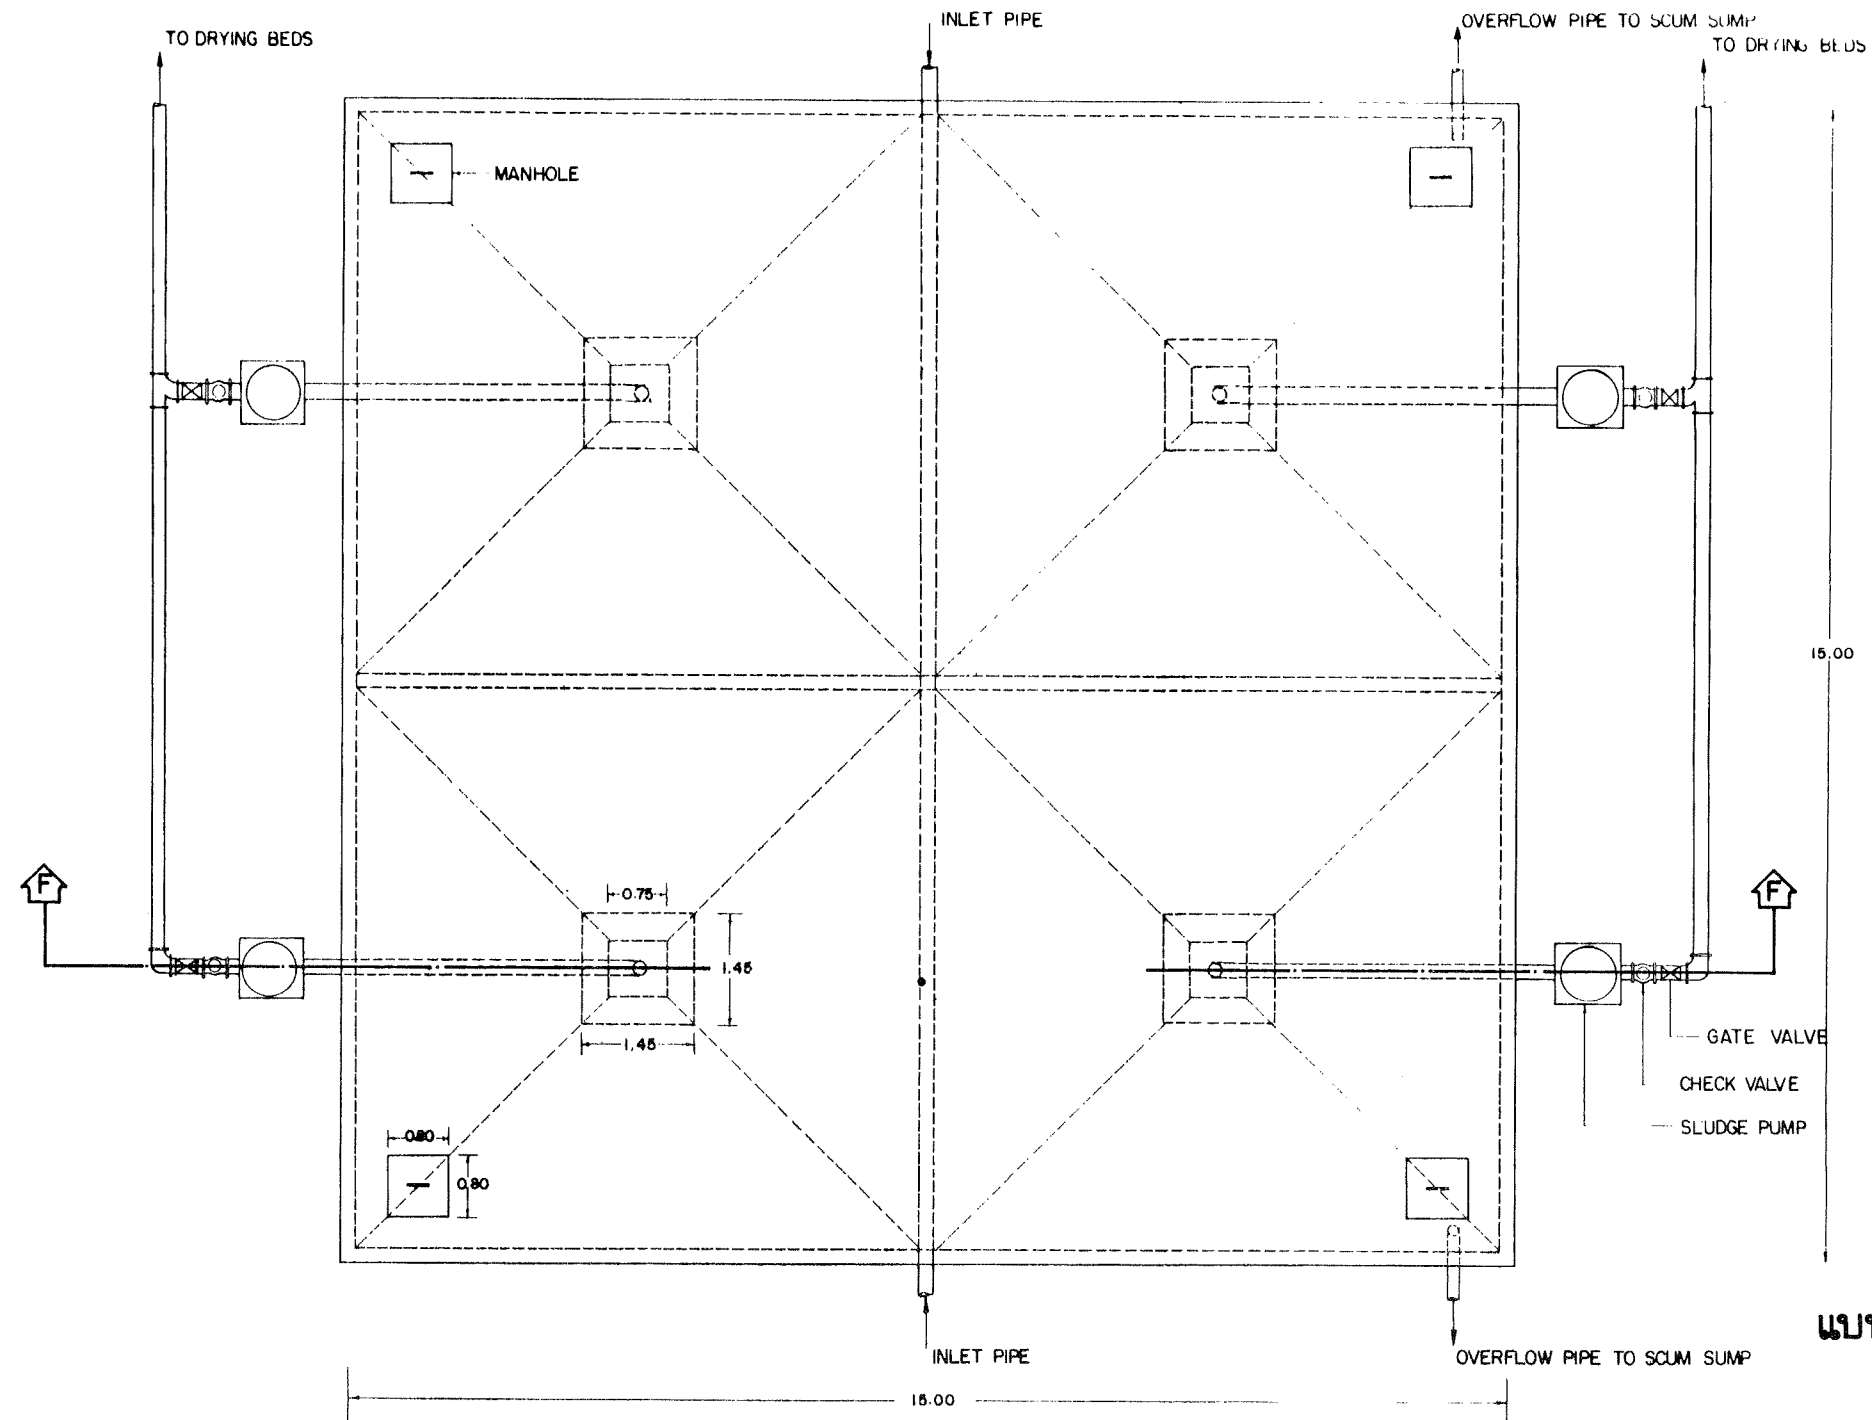 INLET PIPE
OVERFLOW PIPE TO SCUM SUMP
TO DRYING BEDS
TO DRYING BEDS
MANHOLE
15.00
F
F
0.75
1.45
1.45
GATE VALVE
CHECK VALVE
SLUDGE PUMP
0.80
0.80
INLET PIPE
OVERFLOW PIPE TO SCUM SUMP
15.00